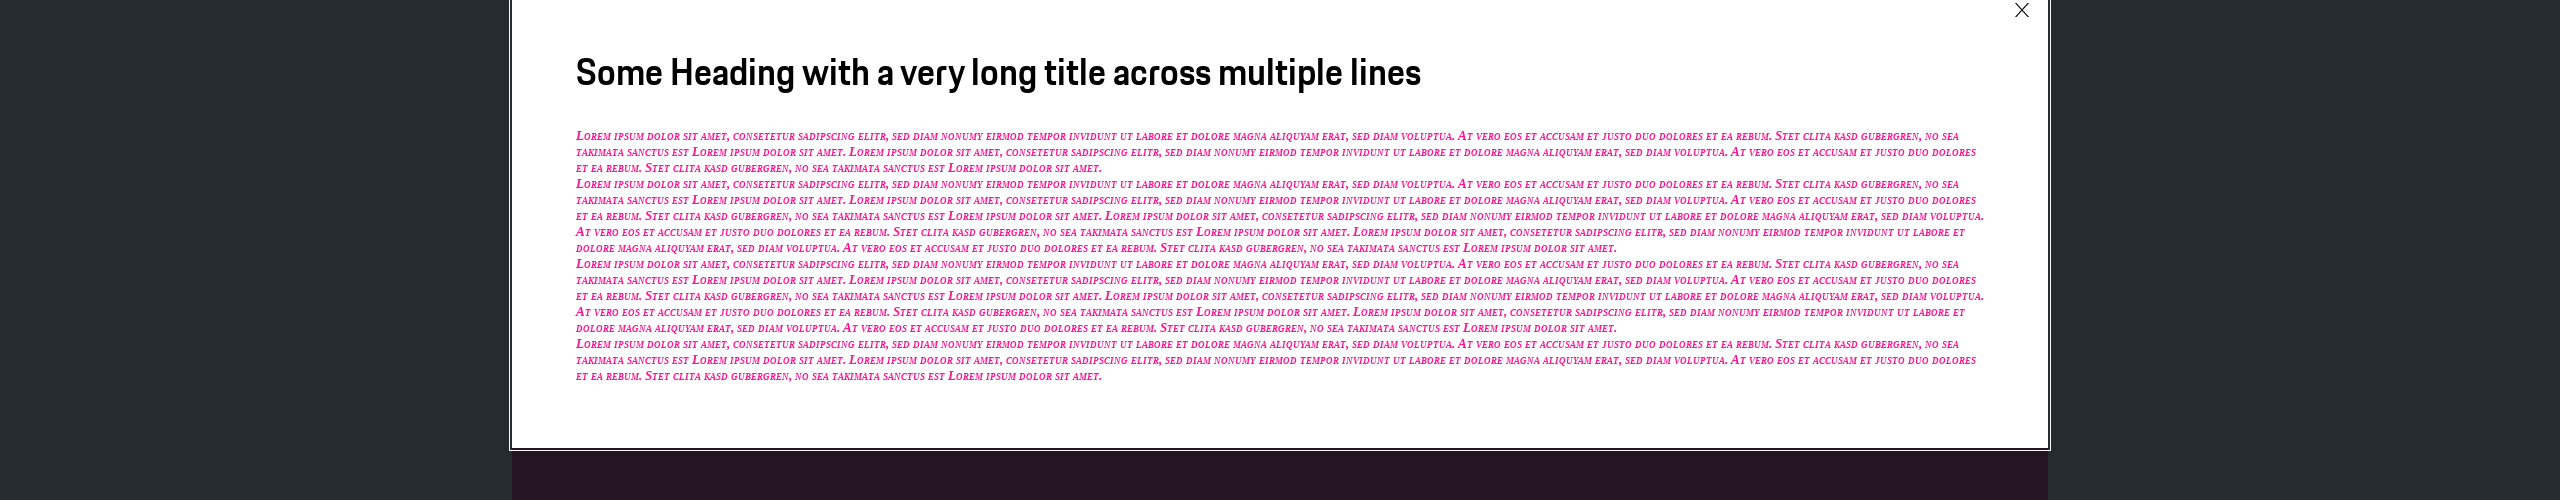 Some Heading with a very long title across multiple lines
Lorem ipsum dolor sit amet, consetetur sadipscing elitr, sed diam nonumy eirmod tempor invidunt ut labore et dolore magna aliquyam erat, sed diam voluptua. At vero eos et accusam et justo duo dolores et ea rebum. Stet clita kasd gubergren, no sea
takimata sanctus est Lorem ipsum dolor sit amet. Lorem ipsum dolor sit amet, consetetur sadipscing elitr, sed diam nonumy eirmod tempor invidunt ut labore et dolore magna aliquyam erat, sed diam voluptua. At vero eos et accusam et justo duo dolores
et ea rebum. Stet clita kasd gubergren, no sea takimata sanctus est Lorem ipsum dolor sit amet.
Lorem ipsum dolor sit amet, consetetur sadipscing elitr, sed diam nonumy eirmod tempor invidunt ut labore et dolore magna aliquyam erat, sed diam voluptua. At vero eos et accusam et justo duo dolores et ea rebum. Stet clita kasd gubergren, no sea
takimata sanctus est Lorem ipsum dolor sit amet. Lorem ipsum dolor sit amet, consetetur sadipscing elitr, sed diam nonumy eirmod tempor invidunt ut labore et dolore magna aliquyam erat, sed diam voluptua. At vero eos et accusam et justo duo dolores
et ea rebum. Stet clita kasd gubergren, no sea takimata sanctus est Lorem ipsum dolor sit amet. Lorem ipsum dolor sit amet, consetetur sadipscing elitr, sed diam nonumy eirmod tempor invidunt ut labore et dolore magna aliquyam erat, sed diam voluptua.
At vero eos et accusam et justo duo dolores et ea rebum. Stet clita kasd gubergren, no sea takimata sanctus est Lorem ipsum dolor sit amet. Lorem ipsum dolor sit amet, consetetur sadipscing elitr, sed diam nonumy eirmod tempor invidunt ut labore et
dolore magna aliquyam erat, sed diam voluptua. At vero eos et accusam et justo duo dolores et ea rebum. Stet clita kasd gubergren, no sea takimata sanctus est Lorem ipsum dolor sit amet.
Lorem ipsum dolor sit amet, consetetur sadipscing elitr, sed diam nonumy eirmod tempor invidunt ut labore et dolore magna aliquyam erat, sed diam voluptua. At vero eos et accusam et justo duo dolores et ea rebum. Stet clita kasd gubergren, no sea
takimata sanctus est Lorem ipsum dolor sit amet. Lorem ipsum dolor sit amet, consetetur sadipscing elitr, sed diam nonumy eirmod tempor invidunt ut labore et dolore magna aliquyam erat, sed diam voluptua. At vero eos et accusam et justo duo dolores
et ea rebum. Stet clita kasd gubergren, no sea takimata sanctus est Lorem ipsum dolor sit amet. Lorem ipsum dolor sit amet, consetetur sadipscing elitr, sed diam nonumy eirmod tempor invidunt ut labore et dolore magna aliquyam erat, sed diam voluptua.
At vero eos et accusam et justo duo dolores et ea rebum. Stet clita kasd gubergren, no sea takimata sanctus est Lorem ipsum dolor sit amet. Lorem ipsum dolor sit amet, consetetur sadipscing elitr, sed diam nonumy eirmod tempor invidunt ut labore et
dolore magna aliquyam erat, sed diam voluptua. At vero eos et accusam et justo duo dolores et ea rebum. Stet clita kasd gubergren, no sea takimata sanctus est Lorem ipsum dolor sit amet.
Lorem ipsum dolor sit amet, consetetur sadipscing elitr, sed diam nonumy eirmod tempor invidunt ut labore et dolore magna aliquyam erat, sed diam voluptua. At vero eos et accusam et justo duo dolores et ea rebum. Stet clita kasd gubergren, no sea
takimata sanctus est Lorem ipsum dolor sit amet. Lorem ipsum dolor sit amet, consetetur sadipscing elitr, sed diam nonumy eirmod tempor invidunt ut labore et dolore magna aliquyam erat, sed diam voluptua. At vero eos et accusam et justo duo dolores
et ea rebum. Stet clita kasd gubergren, no sea takimata sanctus est Lorem ipsum dolor sit amet.